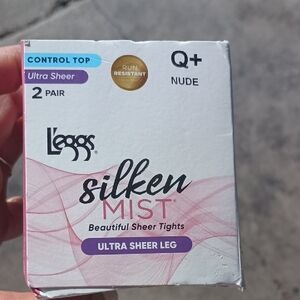 CONTROL TOP
Ultra Sheer
2 PAIR
RUN
RESISTANT
Q+
NUDE
L'eggs
silken
MIST
Beautiful Sheer Tights
ULTRA SHEER LEG